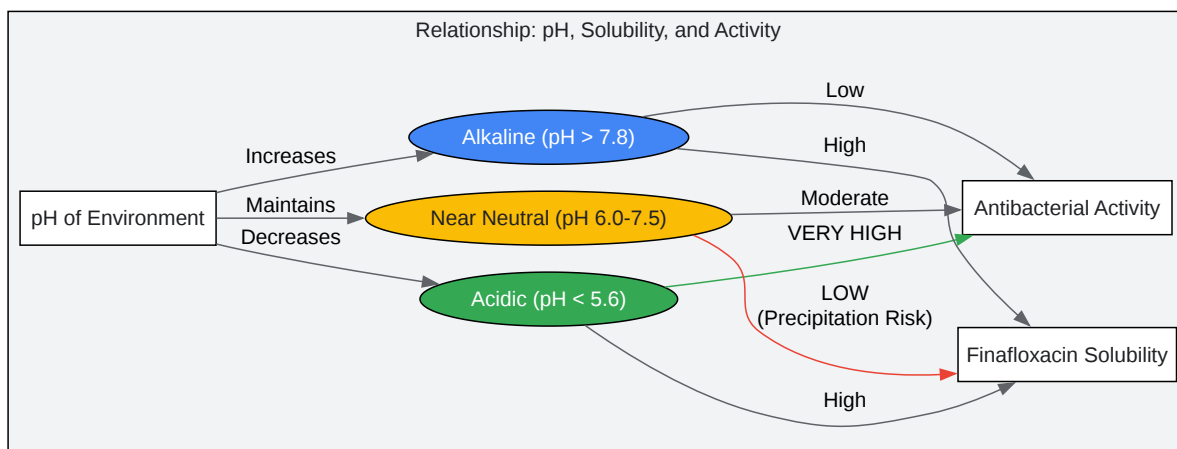 Relationship: pH, Solubility, and Activity
Low
Alkaline (pH > 7.8)
High
Increases
pH of Environment
Maintains
Near Neutral (pH 6.0-7.5)
Moderate
Antibacterial Activity
Decreases
VERY HIGH
Acidic (pH < 5.6)
LOW
(Precipitation Risk)
Finafloxacin Solubility
High